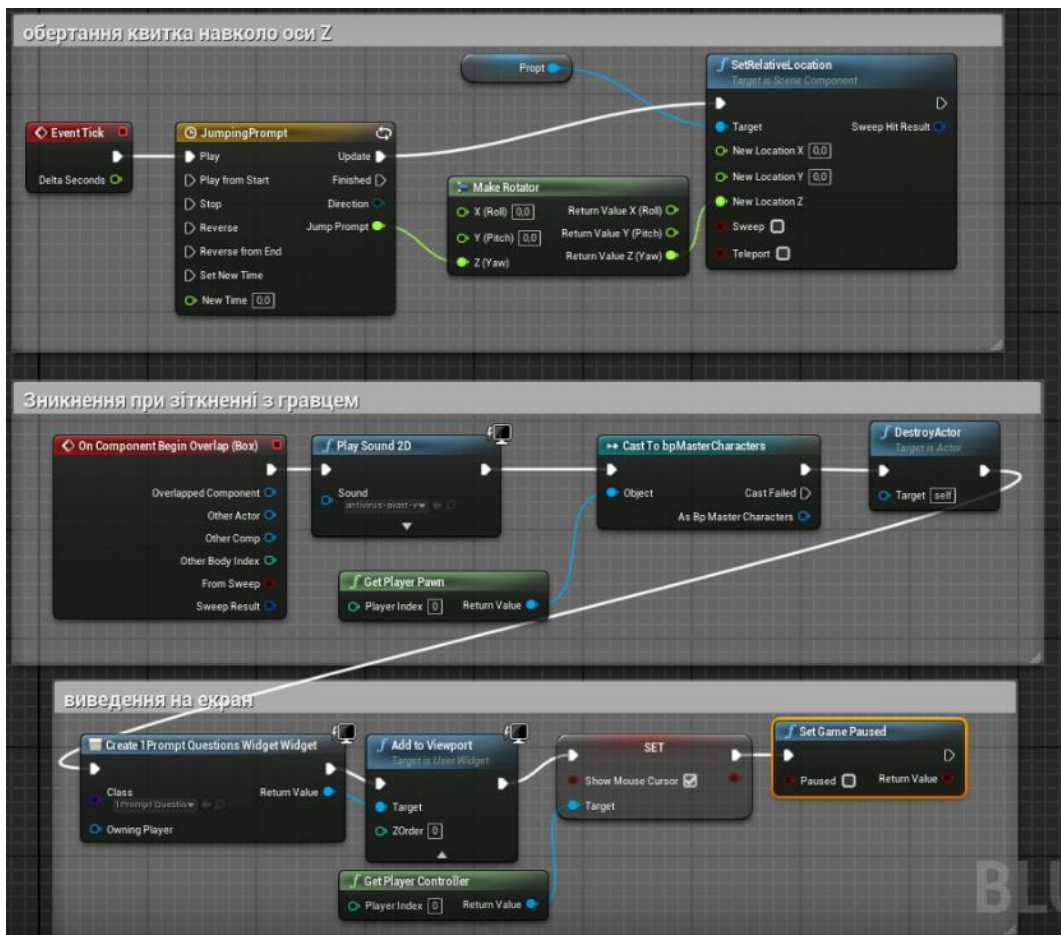 обертання квитка навколо оси Z
Propt
SetRelativeLocation
Target is Scene Component
Target
Sweep Hit Result
New Location X 0,0
New Location Y 0,0
New Location Z
Sweep
Teleport
EventTick
Delta Seconds
JumpingPrompt
Play
Update
Play from Start
Finished
Stop
Direction
Reverse
Jump Prompt
Reverse from End
Set New Time
New Time 0,0
Make Rotator
X (Roll) 0,0
Return Value X (Roll)
Y (Pitch) 0,0
Return Value Y (Pitch)
Z (Yaw)
Return Value Z (Yaw)
Зникнення при зіткненні з гравцем
On Component Begin Overlap (Box)
Overlapped Component
Other Actor
Other Comp
Other Body Index
From Sweep
Sweep Result
Play Sound 2D
Sound
antivirus-avast-v
Get Player Pawn
Player Index 0
Return Value
Cast To bpMasterCharacters
Object
Cast Failed
As Bp Master Characters
DestroyActor
Target is Actor
Target self
виведення на екран
Create 1Prompt Questions Widget Widget
Class
Return Value
1Prompt Questio
Owning Player
Add to Viewport
Target is User Widget
Target
ZOrder 0
Get Player Controller
Player Index 0
Return Value
SET
Show Mouse Cursor
Target
Set Game Paused
Paused
Return Value
BLU